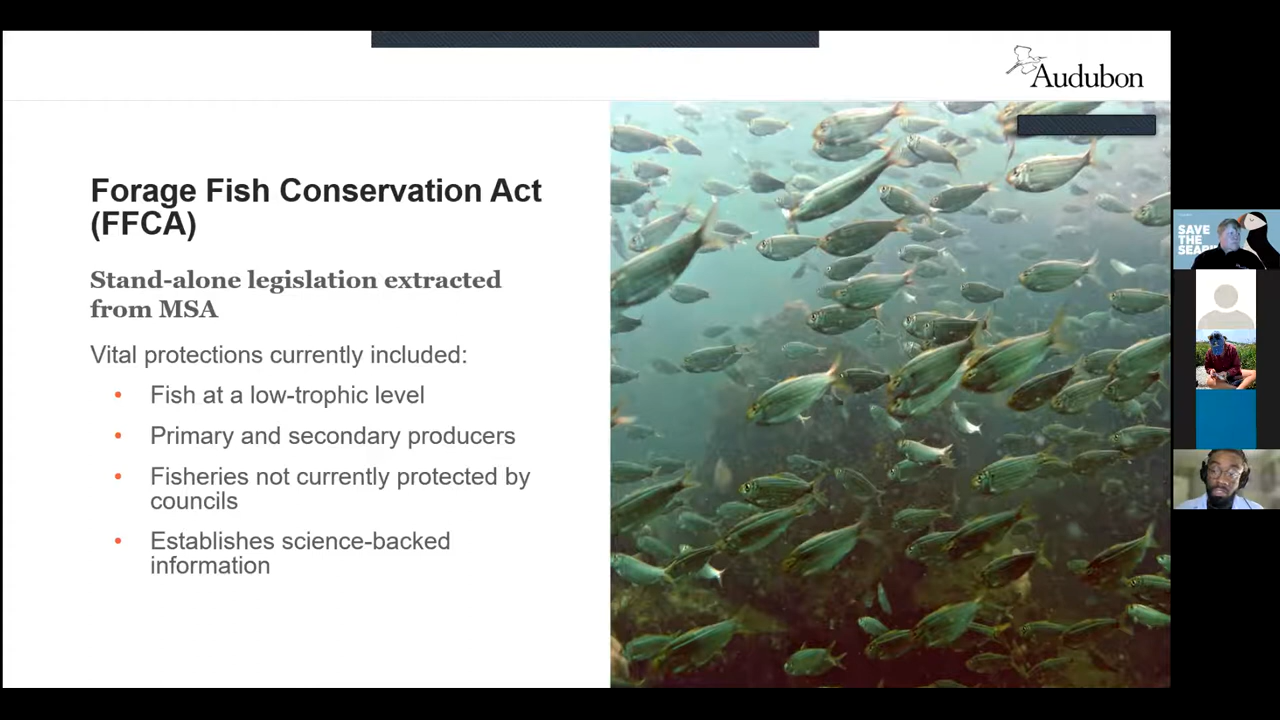 Audubon
Forage Fish Conservation Act
(FFCA)
Stand-alone legislation extracted
from MSA
Vital protections currently included:
• Fish at a low-trophic level
• Primary and secondary producers
• Fisheries not currently protected by
councils
• Establishes science-backed
information
SAVE
THE